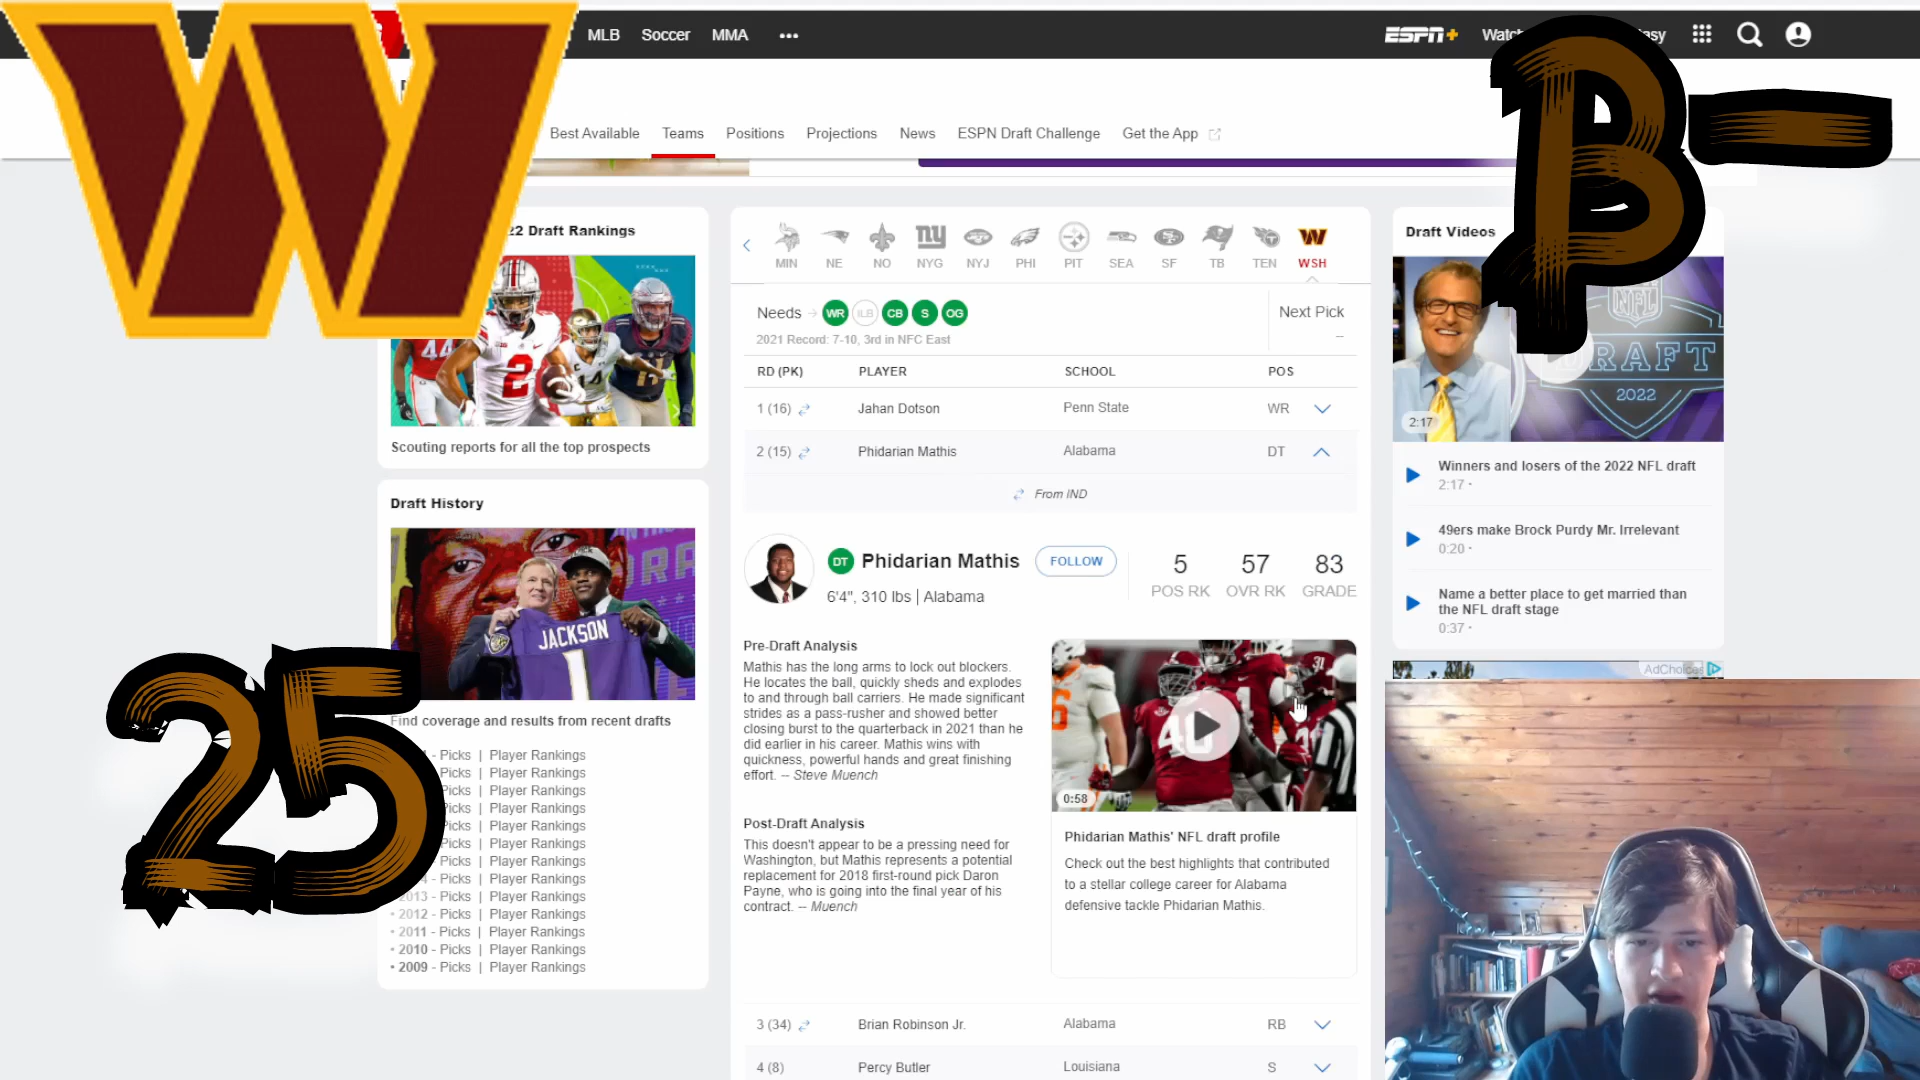 MLB Soccer MMA •••
ESPN+
Best Available Teams Positions Projections News ESPN Draft Challenge Get the App
22 Draft Rankings
Scouting reports for all the top prospects
Draft History
JACKSON
1
Find coverage and results from recent drafts
- Picks | Player Rankings
Picks | Player Rankings
Picks | Player Rankings
Picks | Player Rankings
Picks | Player Rankings
Picks | Player Rankings
Picks | Player Rankings
- Picks | Player Rankings
2013 - Picks | Player Rankings
• 2012 - Picks | Player Rankings
• 2011 - Picks | Player Rankings
• 2010 - Picks | Player Rankings
• 2009 - Picks | Player Rankings
25
MIN NE NO NYG NYJ PHI PIT SEA SF TB TEN WSH
Needs WR ILB CB S OG
2021 Record: 7-10, 3rd in NFC East
Next Pick
--
RD (PK) PLAYER SCHOOL POS
1 (16) Jahan Dotson Penn State WR
2 (15) Phidarian Mathis Alabama DT
From IND
DT Phidarian Mathis FOLLOW
6'4", 310 lbs | Alabama
5 57 83
POS RK OVR RK GRADE
Pre-Draft Analysis
Mathis has the long arms to lock out blockers.
He locates the ball, quickly sheds and explodes
to and through ball carriers. He made significant
strides as a pass-rusher and showed better
closing burst to the quarterback in 2021 than he
did earlier in his career. Mathis wins with
quickness, powerful hands and great finishing
effort. -- Steve Muench
Post-Draft Analysis
This doesn't appear to be a pressing need for
Washington, but Mathis represents a potential
replacement for 2018 first-round pick Daron
Payne, who is going into the final year of his
contract. -- Muench
0:58
Phidarian Mathis' NFL draft profile
Check out the best highlights that contributed
to a stellar college career for Alabama
defensive tackle Phidarian Mathis.
3 (34) Brian Robinson Jr. Alabama RB
4 (8) Percy Butler Louisiana S
B-
Draft Videos
NFL
DRAFT
2022
2:17
Winners and losers of the 2022 NFL draft
2:17 •
49ers make Brock Purdy Mr. Irrelevant
0:20 •
Name a better place to get married than
the NFL draft stage
0:37 •
AdChoices